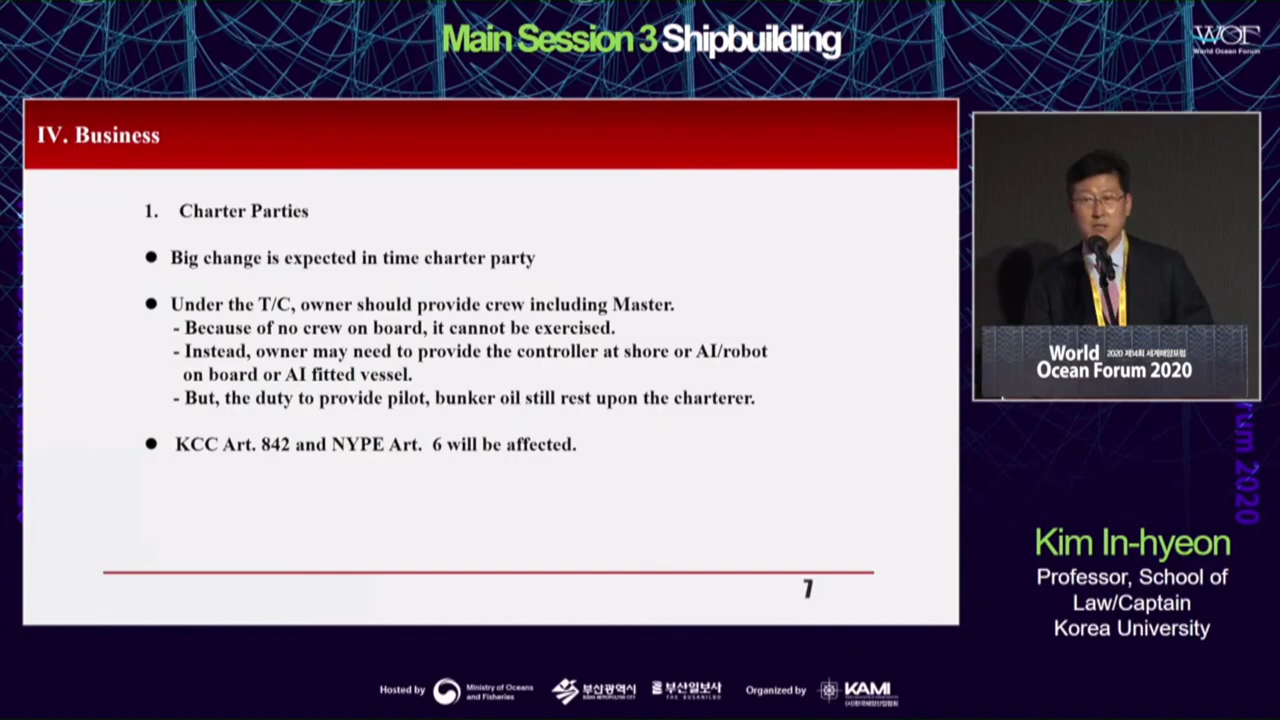 Main Session 3 Shipbuilding
WOF
World Ocean Forum
IV. Business
1. Charter Parties
● Big change is expected in time charter party
● Under the T/C, owner should provide crew including Master.
- Because of no crew on board, it cannot be exercised.
- Instead, owner may need to provide the controller at shore or AI/robot
on board or AI fitted vessel.
- But, the duty to provide pilot, bunker oil still rest upon the charterer.
● KCC Art. 842 and NYPE Art. 6 will be affected.
7
World 2020 제14회 세계해양포럼
Ocean Forum 2020
rum 2020
Kim In-hyeon
Professor, School of
Law/Captain
Korea University
Hosted by
Ministry of Oceans
and Fisheries
부산광역시
BUSAN METROPOLITAN CITY
부산일보사
THE BUSANILBO
Organized by
KAMI
(사)한국해양산업협회